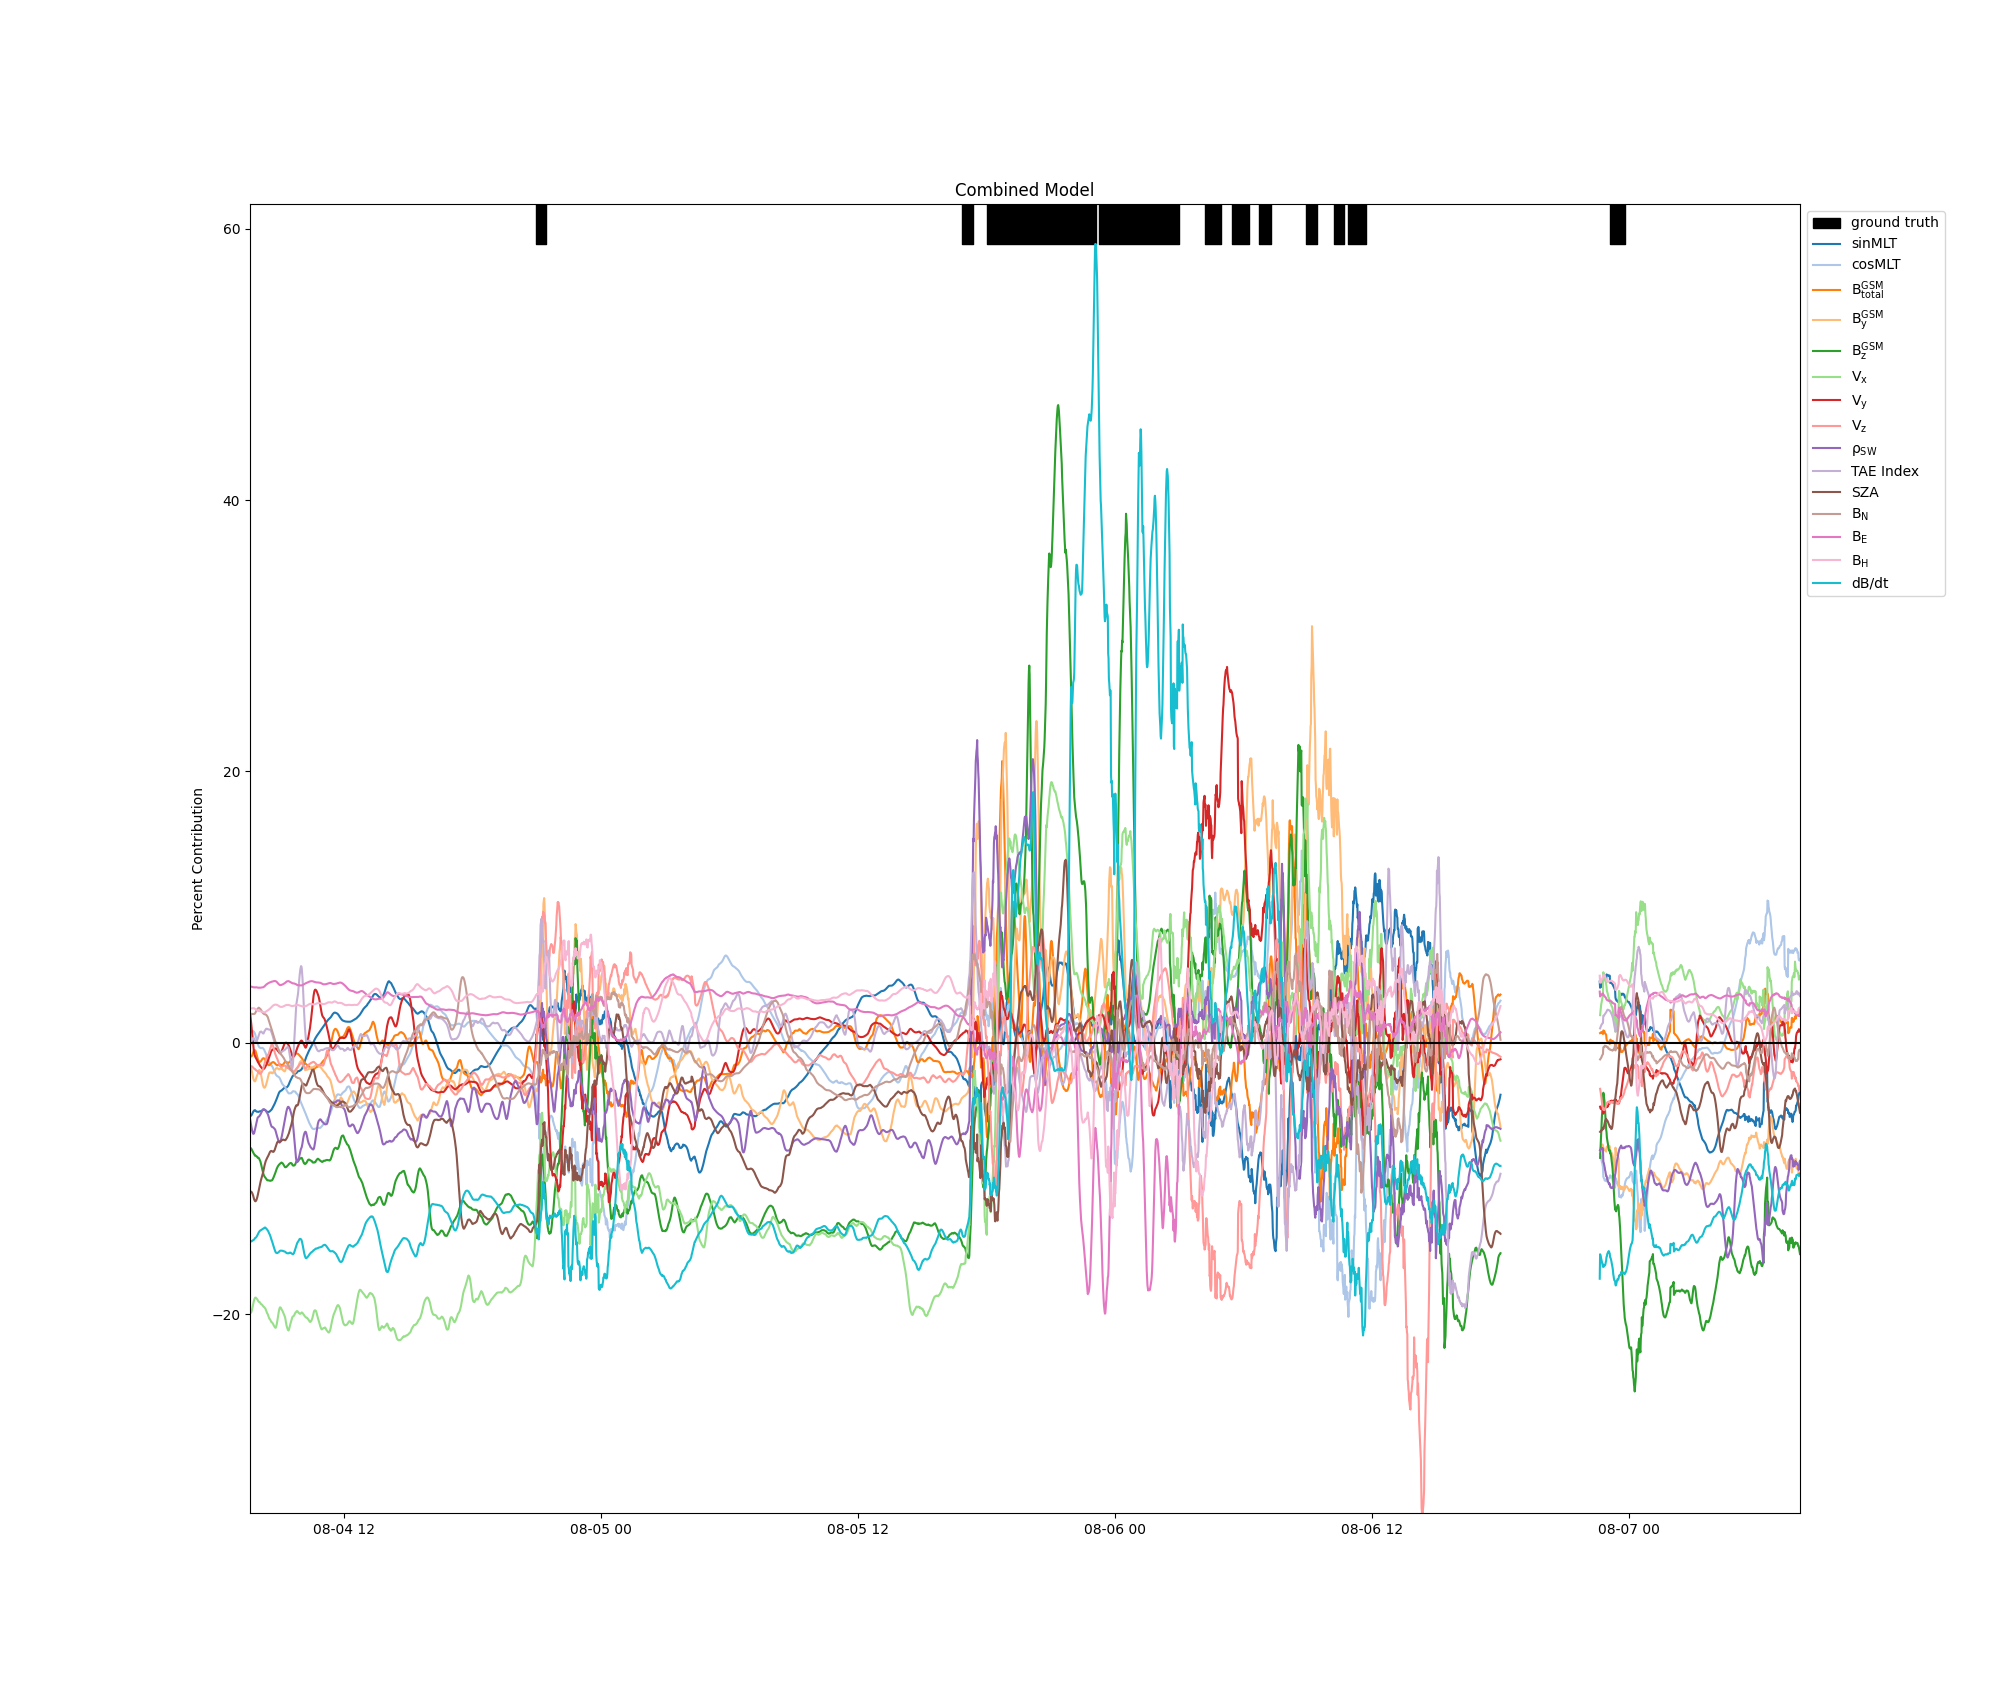 Combined Model
60
40
20
0
−20
Percent Contribution
08-04 12
08-05 00
08-05 12
08-06 00
08-06 12
08-07 00
ground truth
sinMLT
cosMLT
B_total^GSM
B_y^GSM
B_z^GSM
V_x
V_y
V_z
ρ_SW
TAE Index
SZA
B_N
B_E
B_H
dB/dt